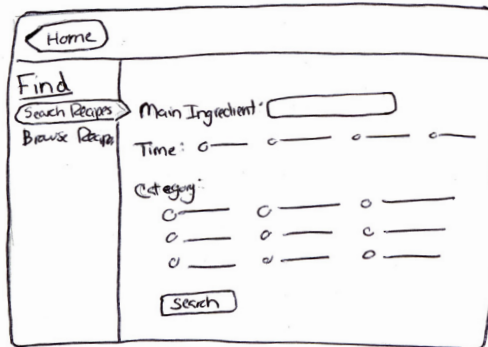 Home
Find
Search Recipes
Browse Recipes
Main Ingredient:
Time:
Category:
Search